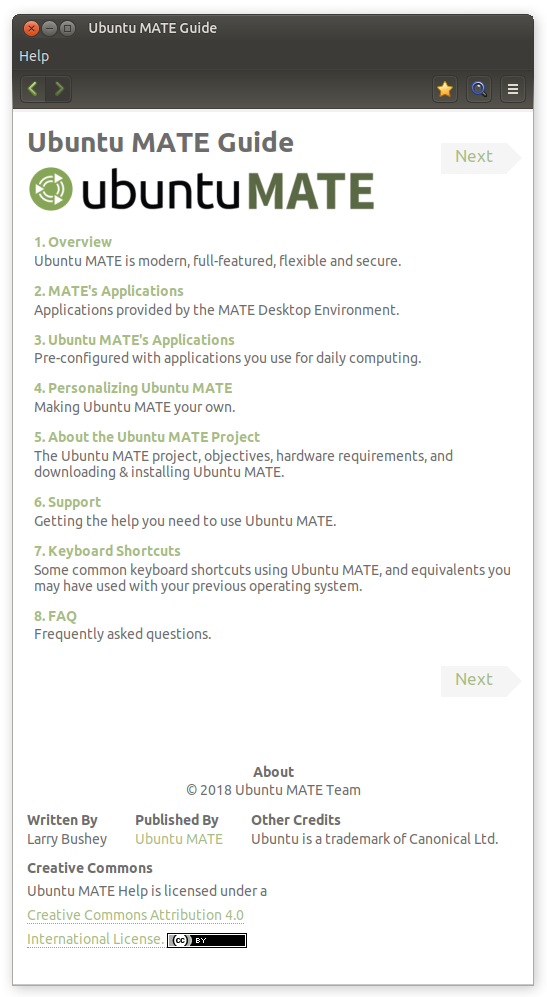 Ubuntu MATE Guide
Help
Ubuntu MATE Guide
Next
ubuntu MATE
1. Overview
Ubuntu MATE is modern, full-featured, flexible and secure.
2. MATE's Applications
Applications provided by the MATE Desktop Environment.
3. Ubuntu MATE's Applications
Pre-configured with applications you use for daily computing.
4. Personalizing Ubuntu MATE
Making Ubuntu MATE your own.
5. About the Ubuntu MATE Project
The Ubuntu MATE project, objectives, hardware requirements, and
downloading & installing Ubuntu MATE.
6. Support
Getting the help you need to use Ubuntu MATE.
7. Keyboard Shortcuts
Some common keyboard shortcuts using Ubuntu MATE, and equivalents you
may have used with your previous operating system.
8. FAQ
Frequently asked questions.
Next
About
© 2018 Ubuntu MATE Team
Written By
Larry Bushey
Published By
Ubuntu MATE
Other Credits
Ubuntu is a trademark of Canonical Ltd.
Creative Commons
Ubuntu MATE Help is licensed under a
Creative Commons Attribution 4.0
International License.
cc BY